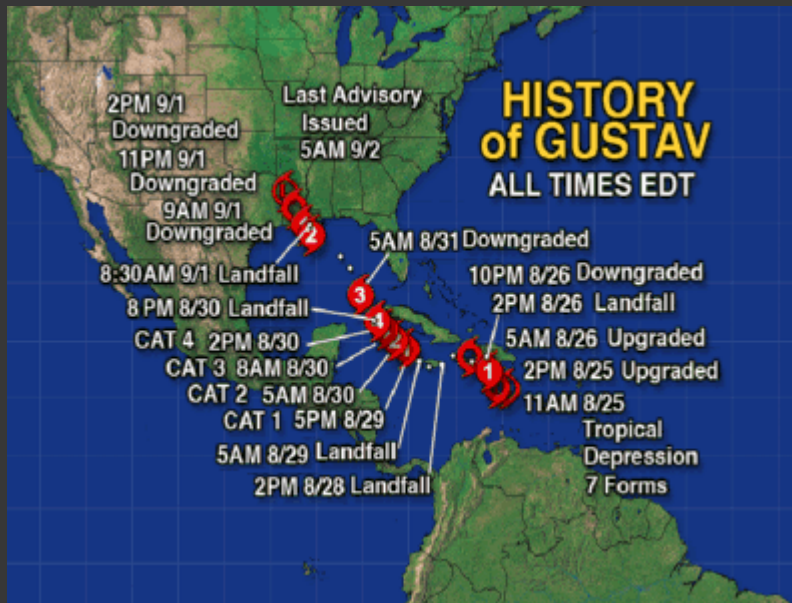 HISTORY
of GUSTAV
ALL TIMES EDT
2PM 9/1
Downgraded
11PM 9/1
Downgraded
9AM 9/1
Downgraded
8:30AM 9/1 Landfall
8 PM 8/30 Landfall
CAT 4 2PM 8/30
CAT 3 8AM 8/30
CAT 2 5AM 8/30
CAT 1 5PM 8/29
5AM 8/29 Landfall
2PM 8/28 Landfall
Last Advisory
Issued
5AM 9/2
5AM 8/31 Downgraded
10PM 8/26 Downgraded
2PM 8/26 Landfall
5AM 8/26 Upgraded
2PM 8/25 Upgraded
11AM 8/25
Tropical
Depression
7 Forms
2
3
4
2
1